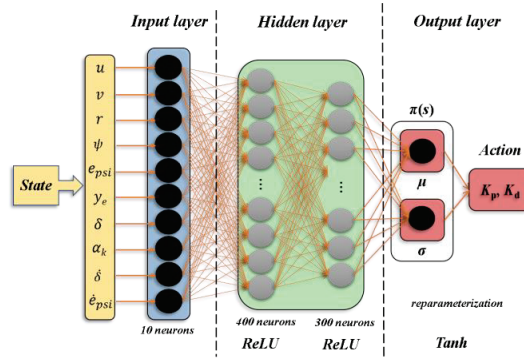 Input layer
Hidden layer
Output layer
State
u
v
r
ψ
e_psi
y_e
δ
α_k
δ̇
ė_psi
10 neurons
...
...
400 neurons
300 neurons
ReLU
ReLU
π(s)
μ
σ
Action
K_p, K_d
reparameterization
Tanh